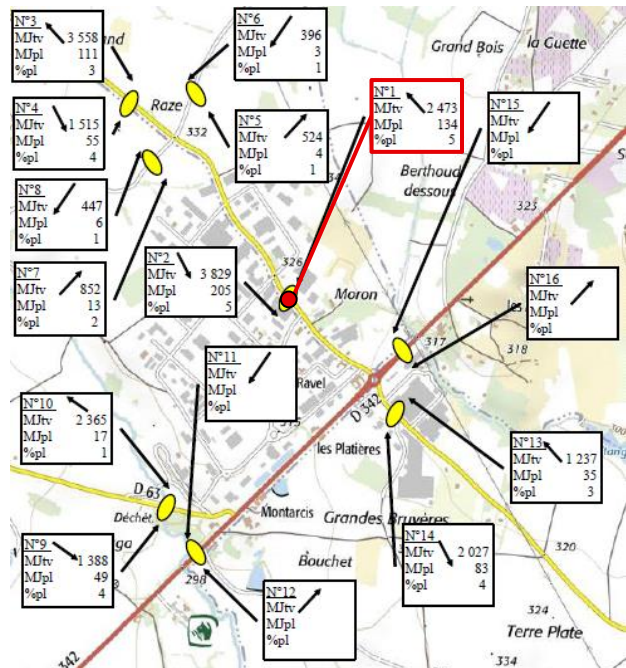 N°3
MJtv 3 558
MJpl 111
%pl 3
N°6
MJtv 396
MJpl 3
%pl 1
Grand Bois
la Guette
Raze
332
N°4
MJtv 1 515
MJpl 55
%pl 4
N°5
MJtv 524
MJpl 4
%pl 1
N°1
MJtv 2 473
MJpl 134
%pl 5
N°15
MJtv
MJpl
%pl
Berthoud
dessous
323
N°8
MJtv 447
MJpl 6
%pl 1
N°7
MJtv 852
MJpl 13
%pl 2
N°2
MJtv 3 829
MJpl 205
%pl 5
326
Moron
N°16
MJtv
MJpl
%pl
317
318
N°11
MJtv
MJpl
%pl
Ravel
D 342
les Platières
N°10
MJtv 2 365
MJpl 17
%pl 1
N°13
MJtv 1 237
MJpl 35
%pl 3
D 63
Déchèt.
Montarcis
Grandes Bruyères
N°9
MJtv 1 388
MJpl 49
%pl 4
298
Bouchet
N°14
MJtv 2 027
MJpl 83
%pl 4
320
N°12
MJtv
MJpl
%pl
324
Terre Plate
342
334